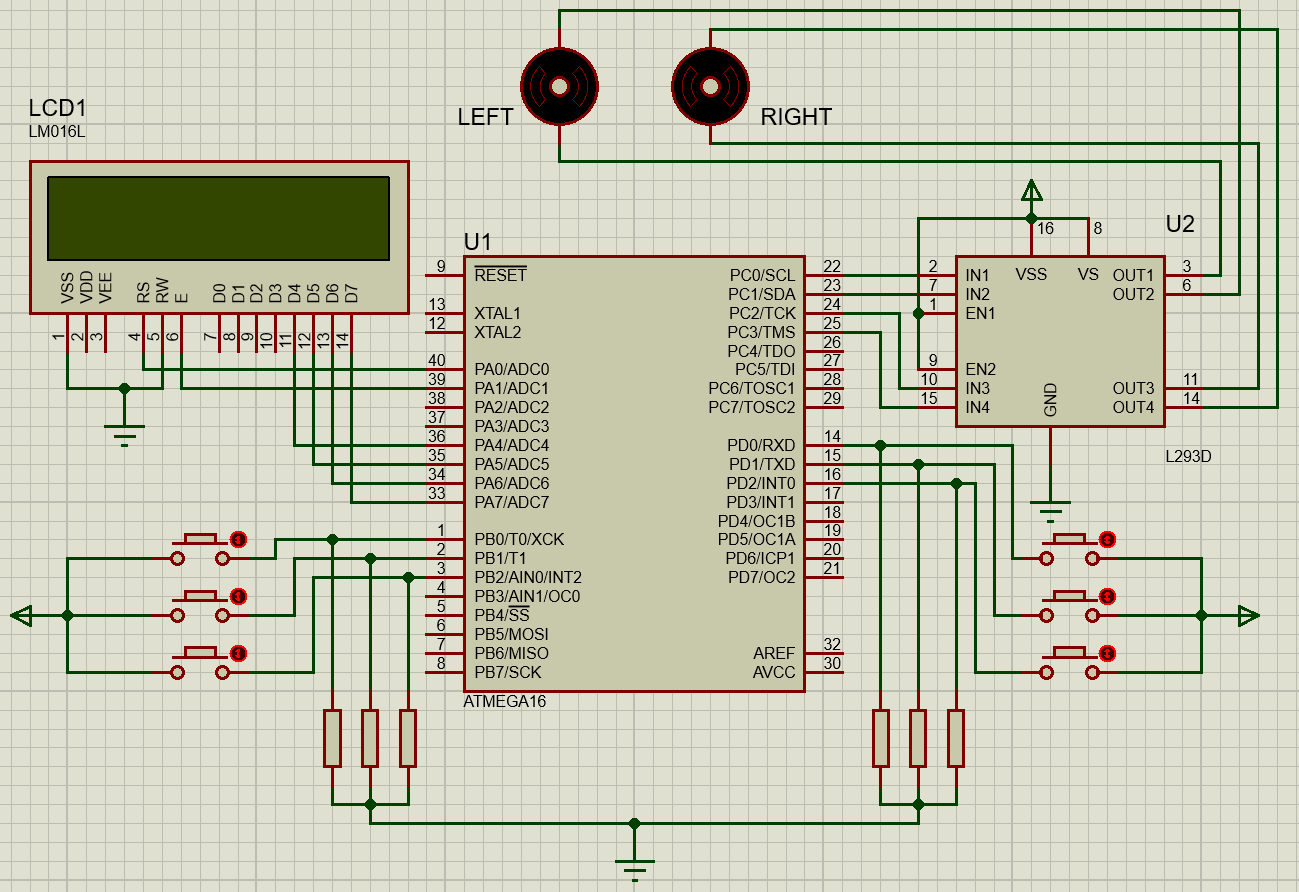 LEFT
RIGHT
LCD1
LM016L
VSS VDD VEE RS RW E D0 D1 D2 D3 D4 D5 D6 D7
1 2 3 4 5 6 7 8 9 10 11 12 13 14
U1
9 RESET
13 XTAL1
12 XTAL2
40 PA0/ADC0
39 PA1/ADC1
38 PA2/ADC2
37 PA3/ADC3
36 PA4/ADC4
35 PA5/ADC5
34 PA6/ADC6
33 PA7/ADC7
1 PB0/T0/XCK
2 PB1/T1
3 PB2/AIN0/INT2
4 PB3/AIN1/OC0
5 PB4/SS
6 PB5/MOSI
7 PB6/MISO
8 PB7/SCK
PC0/SCL 22
PC1/SDA 23
PC2/TCK 24
PC3/TMS 25
PC4/TDO 26
PC5/TDI 27
PC6/TOSC1 28
PC7/TOSC2 29
PD0/RXD 14
PD1/TXD 15
PD2/INT0 16
PD3/INT1 17
PD4/OC1B 18
PD5/OC1A 19
PD6/ICP1 20
PD7/OC2 21
AREF 32
AVCC 30
ATMEGA16
U2
16 8
VSS VS
2 IN1
7 IN2
1 EN1
9 EN2
10 IN3
15 IN4
GND
OUT1 3
OUT2 6
OUT3 11
OUT4 14
L293D